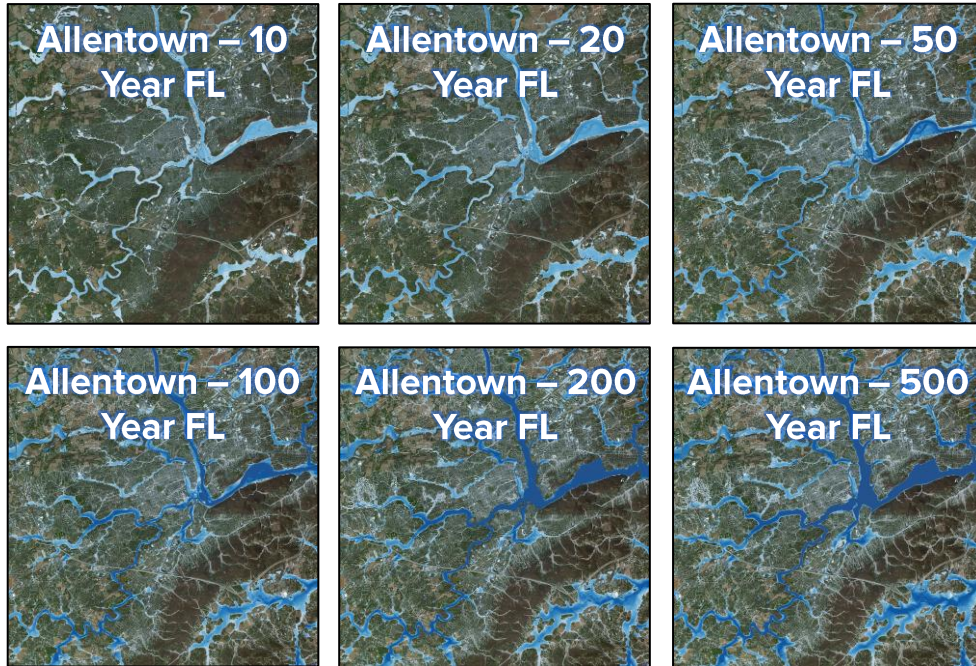 Allentown – 10
Year FL
Allentown – 20
Year FL
Allentown – 50
Year FL
Allentown – 100
Year FL
Allentown – 200
Year FL
Allentown – 500
Year FL